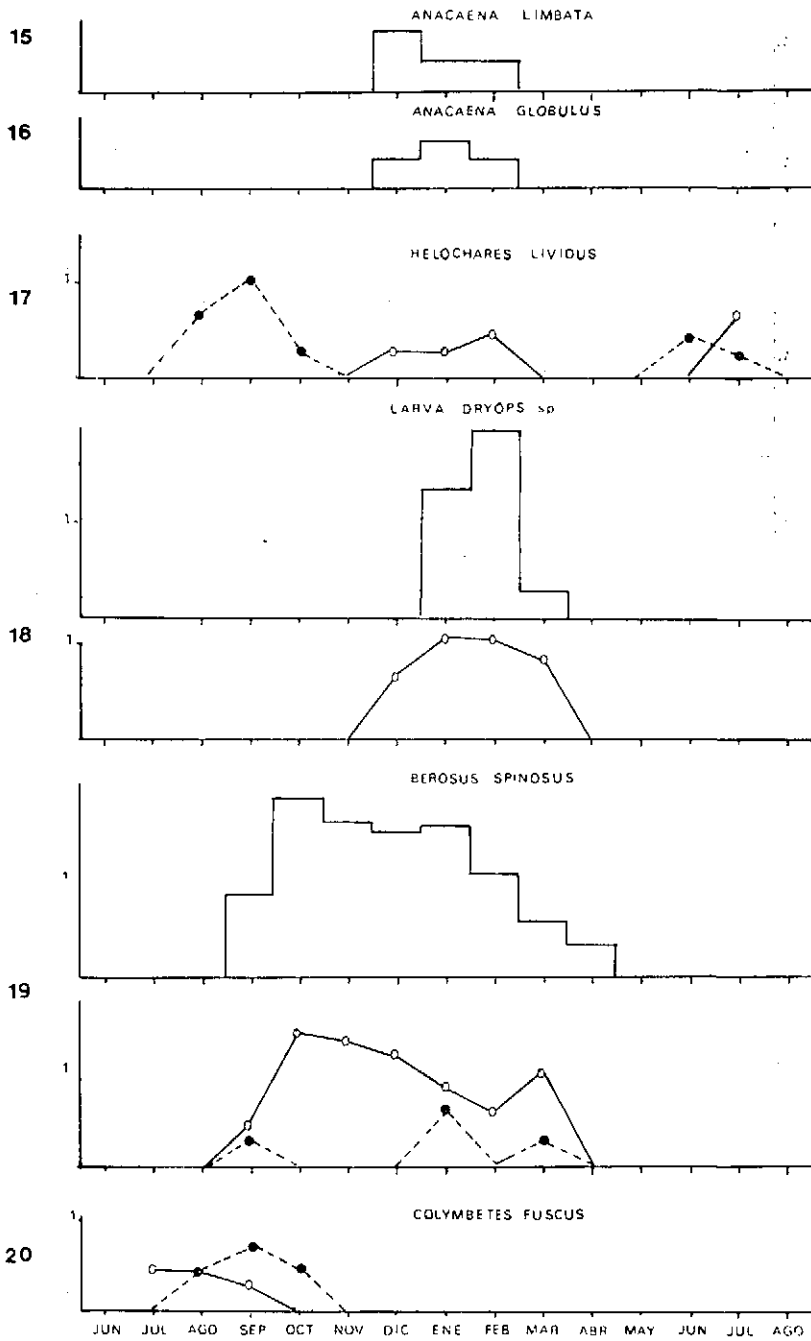 15
ANACAENA LIMBATA
16
ANACAENA GLOBULUS
17
HELOCHARES LIVIDUS
1
LARVA DRYOPS sp
1
18
1
BEROSUS SPINOSUS
1
19
1
20
COLYMBETES FUSCUS
1
JUN JUL AGO SEP OCT NOV DIC ENE FEB MAR ABR MAY JUN JUL AGO